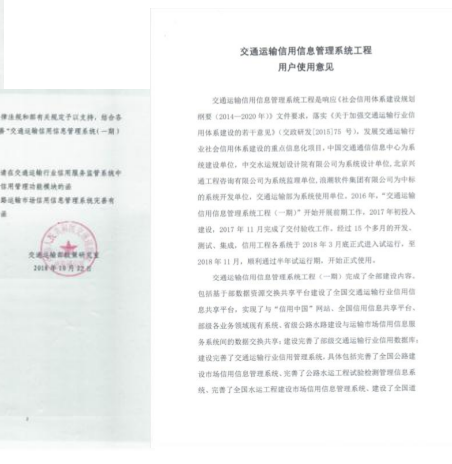 律法规和部有关规定予以支持，结合各
善“交通运输信用信息管理系统（一期）
请在交通运输行业信用服务监管系统中
信用管理功能模块的函
路运输市场信用信息管理系统完善有
函
交通运输部政策研究室
2018年10月22日
交通运输信用信息管理系统工程
用户使用意见
交通运输信用信息管理系统工程是响应《社会信用体系建设规划
纲要（2014—2020年）》文件要求，落实《关于加强交通运输行业信
用体系建设的若干意见》（交政研发[2015]75 号），发展交通运输行
业社会信用体系建设的重点信息化项目，中国交通通信信息中心为系
统建设单位，中交水运规划设计院有限公司为系统设计单位，北京兴
通工程咨询有限公司为系统监理单位，浪潮软件集团有限公司为中标
的系统开发单位，交通运输部为系统使用单位。2016年，“交通运输
信用信息管理系统工程（一期）”开始开展前期工作，2017年初投入
建设，2017年11月完成了交付验收工作。经过15个多月的开发、
测试、集成，信用工程各系统于2018年3月底正式进入试运行，至
2018年11月，顺利通过半年试运行期，开始正式使用。
交通运输信用信息管理系统工程（一期）完成了全部建设内容，
包括基于部数据资源交换共享平台建设了全国交通运输行业信用信
息共享平台，实现了与“信用中国”网站、全国信用信息共享平台、
部级各业务领域现有系统、省级公路水路建设与运输市场信用信息服
务系统间的数据交换共享；建设完善了部级交通运输行业信用数据库；
建设完善了交通运输行业信用管理系统，具体包括完善了全国公路建
设市场信用信息管理系统、完善了公路水运工程试验检测管理信息系
统、完善了全国水运工程建设市场信用信息管理系统、建设了全国道